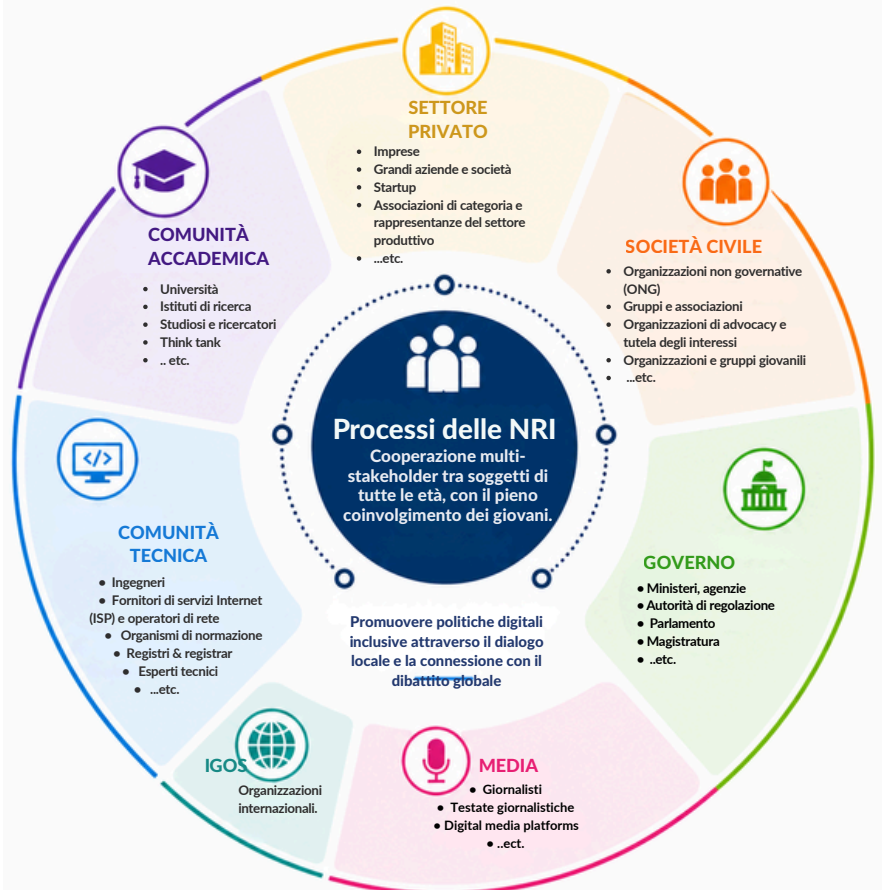 SETTORE
PRIVATO
• Imprese
• Grandi aziende e società
• Startup
• Associazioni di categoria e
rappresentanze del settore
produttivo
• ...etc.
SOCIETÀ CIVILE
• Organizzazioni non governative
(ONG)
• Gruppi e associazioni
• Organizzazioni di advocacy e
tutela degli interessi
• Organizzazioni e gruppi giovanili
• ...etc.
GOVERNO
• Ministeri, agenzie
• Autorità di regolazione
• Parlamento
• Magistratura
• ..etc.
MEDIA
• Giornalisti
• Testate giornalistiche
• Digital media platforms
• ..ect.
IGOS
Organizzazioni
internazionali.
COMUNITÀ
TECNICA
• Ingegneri
• Fornitori di servizi Internet
(ISP) e operatori di rete
• Organismi di normazione
• Registri & registrar
• Esperti tecnici
• ...etc.
COMUNITÀ
ACCADEMICA
• Università
• Istituti di ricerca
• Studiosi e ricercatori
• Think tank
• .. etc.
Processi delle NRI
Cooperazione multi-
stakeholder tra soggetti di
tutte le età, con il pieno
coinvolgimento dei giovani.
Promuovere politiche digitali
inclusive attraverso il dialogo
locale e la connessione con il
dibattito globale